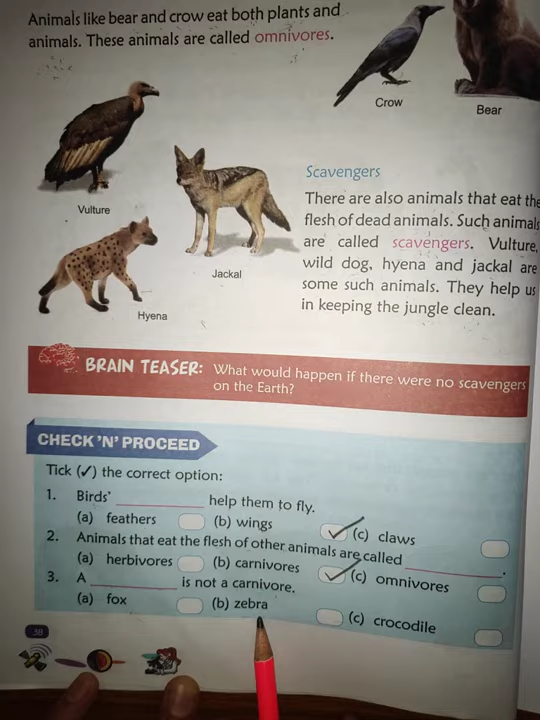 Animals like bear and crow eat both plants and
animals. These animals are called omnivores.
Crow
Bear
Vulture
Jackal
Hyena
Scavengers
There are also animals that eat the
flesh of dead animals. Such animals
are called scavengers. Vulture,
wild dog, hyena and jackal are
some such animals. They help us
in keeping the jungle clean.
BRAIN TEASER: What would happen if there were no scavengers
on the Earth?
CHECK 'N' PROCEED
Tick (✓) the correct option:
1. Birds' __________ help them to fly.
(a) feathers (b) wings ✓ (c) claws
2. Animals that eat the flesh of other animals are called __________.
(a) herbivores (b) carnivores ✓ (c) omnivores
3. A __________ is not a carnivore.
(a) fox (b) zebra (c) crocodile
38